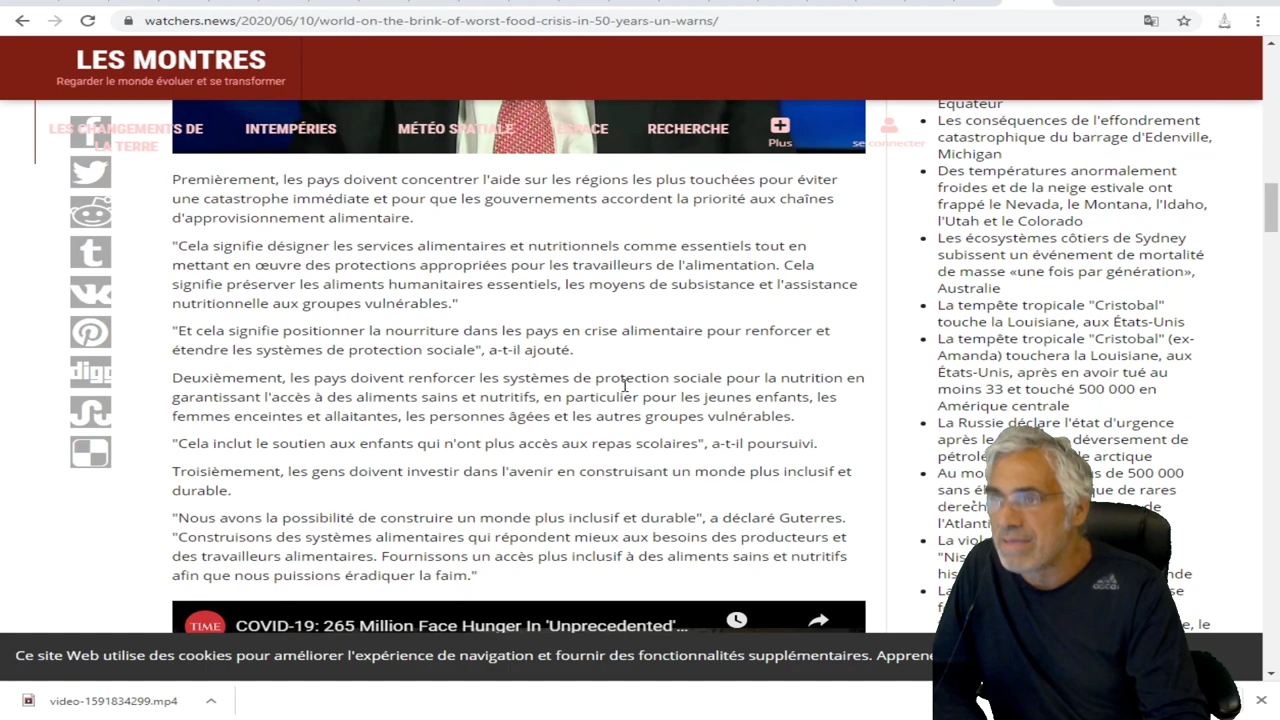 watchers.news/2020/06/10/world-on-the-brink-of-worst-food-crisis-in-50-years-un-warns/
LES MONTRES
Regarder le monde évoluer et se transformer
LES CHANGEMENTS DE LA TERRE
INTEMPÉRIES
MÉTÉO SPATIALE
ESPACE
RECHERCHE
Plus
se connecter
Premièrement, les pays doivent concentrer l'aide sur les régions les plus touchées pour éviter
une catastrophe immédiate et pour que les gouvernements accordent la priorité aux chaînes
d'approvisionnement alimentaire.
"Cela signifie désigner les services alimentaires et nutritionnels comme essentiels tout en
mettant en œuvre des protections appropriées pour les travailleurs de l'alimentation. Cela
signifie préserver les aliments humanitaires essentiels, les moyens de subsistance et l'assistance
nutritionnelle aux groupes vulnérables."
"Et cela signifie positionner la nourriture dans les pays en crise alimentaire pour renforcer et
étendre les systèmes de protection sociale", a-t-il ajouté.
Deuxièmement, les pays doivent renforcer les systèmes de protection sociale pour la nutrition en
garantissant l'accès à des aliments sains et nutritifs, en particulier pour les jeunes enfants, les
femmes enceintes et allaitantes, les personnes âgées et les autres groupes vulnérables.
"Cela inclut le soutien aux enfants qui n'ont plus accès aux repas scolaires", a-t-il poursuivi.
Troisièmement, les gens doivent investir dans l'avenir en construisant un monde plus inclusif et
durable.
"Nous avons la possibilité de construire un monde plus inclusif et durable", a déclaré Guterres.
"Construisons des systèmes alimentaires qui répondent mieux aux besoins des producteurs et
des travailleurs alimentaires. Fournissons un accès plus inclusif à des aliments sains et nutritifs
afin que nous puissions éradiquer la faim."
TIME
COVID-19: 265 Million Face Hunger In 'Unprecedented'...
digg
Equateur
Les conséquences de l'effondrement
catastrophique du barrage d'Edenville,
Michigan
Des températures anormalement
froides et de la neige estivale ont
frappé le Nevada, le Montana, l'Idaho,
l'Utah et le Colorado
Les écosystèmes côtiers de Sydney
subissent un événement de mortalité
de masse «une fois par génération»,
Australie
La tempête tropicale "Cristobal"
touche la Louisiane, aux États-Unis
La tempête tropicale "Cristobal" (ex-
Amanda) touchera la Louisiane, aux
États-Unis, après en avoir tué au
moins 33 et touché 500 000 en
Amérique centrale
La Russie déclare l'état d'urgence
après le déversement de
pétrole arctique
Au de 500 000
sans que de rares
de
l'Atlanti
La
"Nis
his
La
le
Ce site Web utilise des cookies pour améliorer l'expérience de navigation et fournir des fonctionnalités supplémentaires.
video-1591834299.mp4